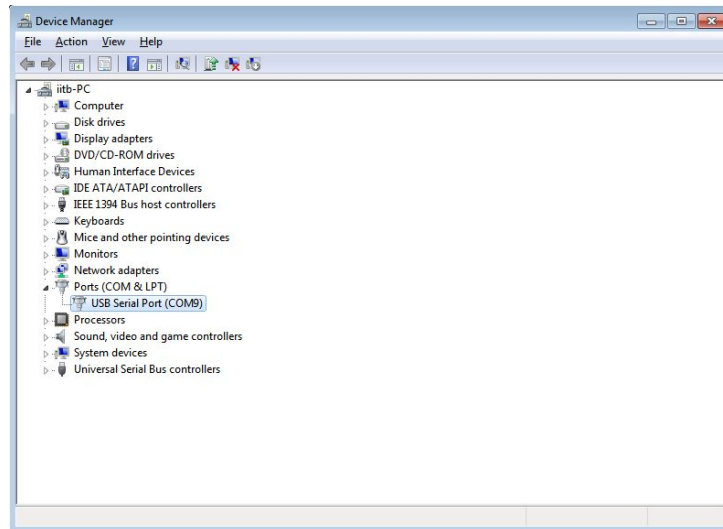 Device Manager
File Action View Help
iitb-PC
Computer
Disk drives
Display adapters
DVD/CD-ROM drives
Human Interface Devices
IDE ATA/ATAPI controllers
IEEE 1394 Bus host controllers
Keyboards
Mice and other pointing devices
Monitors
Network adapters
Ports (COM & LPT)
USB Serial Port (COM9)
Processors
Sound, video and game controllers
System devices
Universal Serial Bus controllers